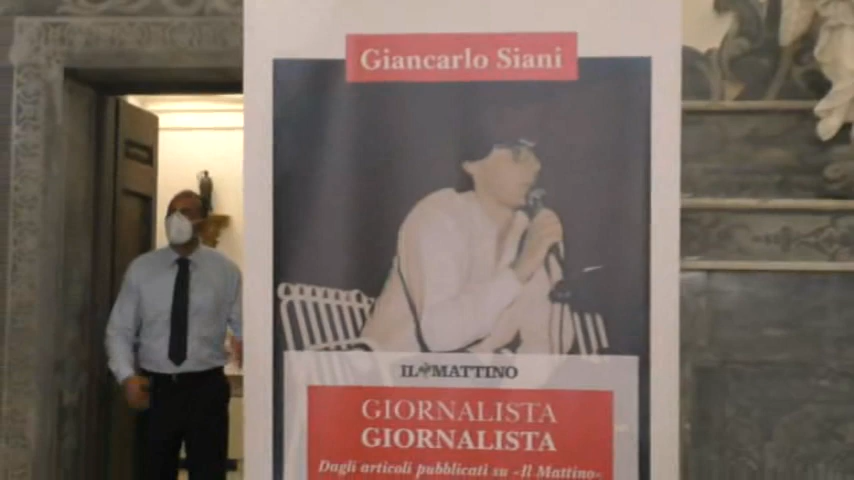 Giancarlo Siani
IL MATTINO
GIORNALISTA
GIORNALISTA
Dagli articoli pubblicati su «Il Mattino»